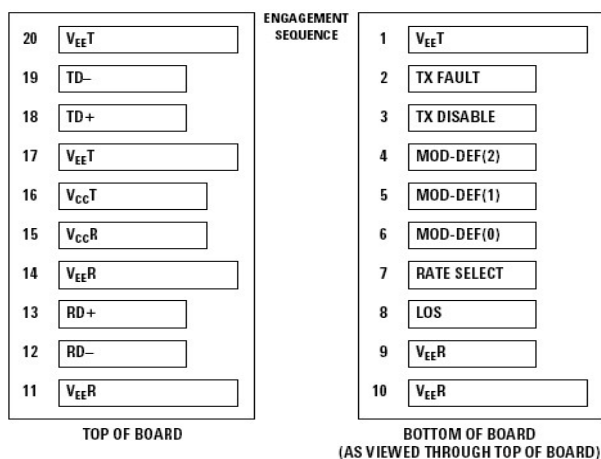 ENGAGEMENT
SEQUENCE
20 VEET
19 TD–
18 TD+
17 VEET
16 VCCT
15 VCCR
14 VEER
13 RD+
12 RD–
11 VEER
TOP OF BOARD
1 VEET
2 TX FAULT
3 TX DISABLE
4 MOD-DEF(2)
5 MOD-DEF(1)
6 MOD-DEF(0)
7 RATE SELECT
8 LOS
9 VEER
10 VEER
BOTTOM OF BOARD
(AS VIEWED THROUGH TOP OF BOARD)